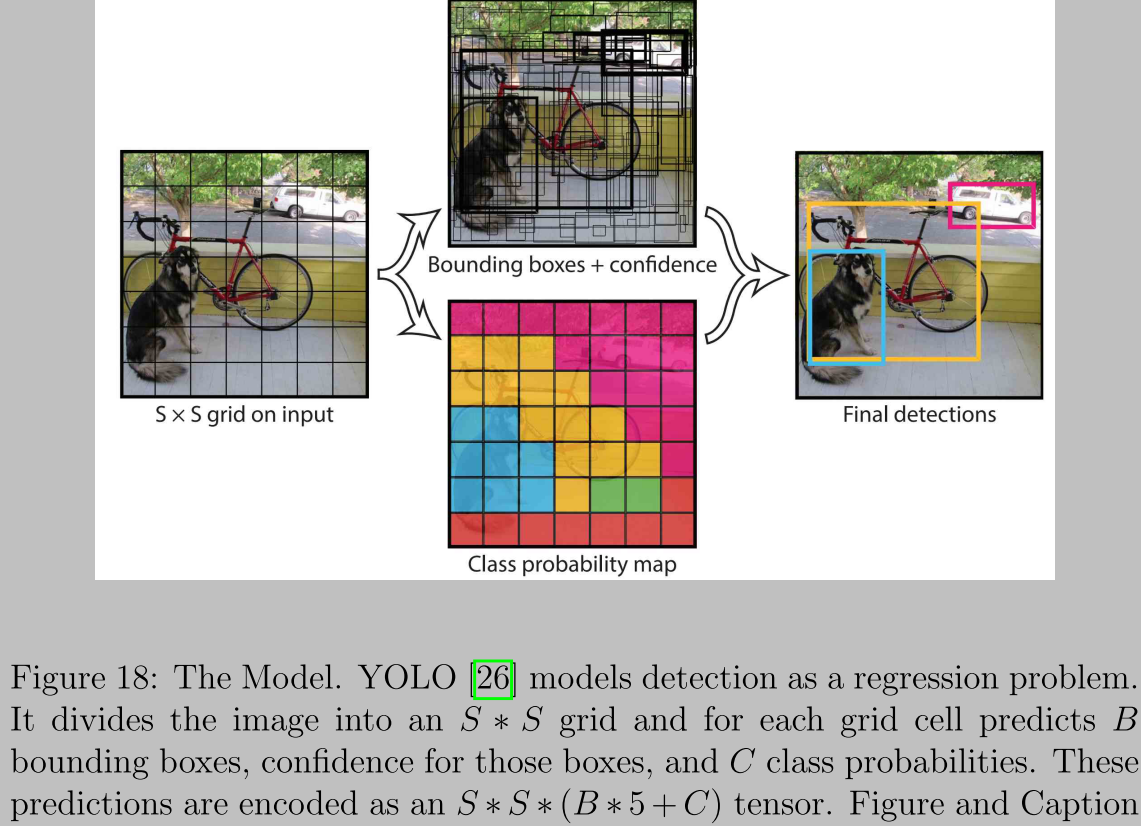 Bounding boxes + confidence
S × S grid on input
Final detections
Class probability map
Figure 18: The Model. YOLO [26] models detection as a regression problem.
It divides the image into an S ∗ S grid and for each grid cell predicts B
bounding boxes, confidence for those boxes, and C class probabilities. These
predictions are encoded as an S ∗ S ∗ (B ∗ 5 + C) tensor. Figure and Caption